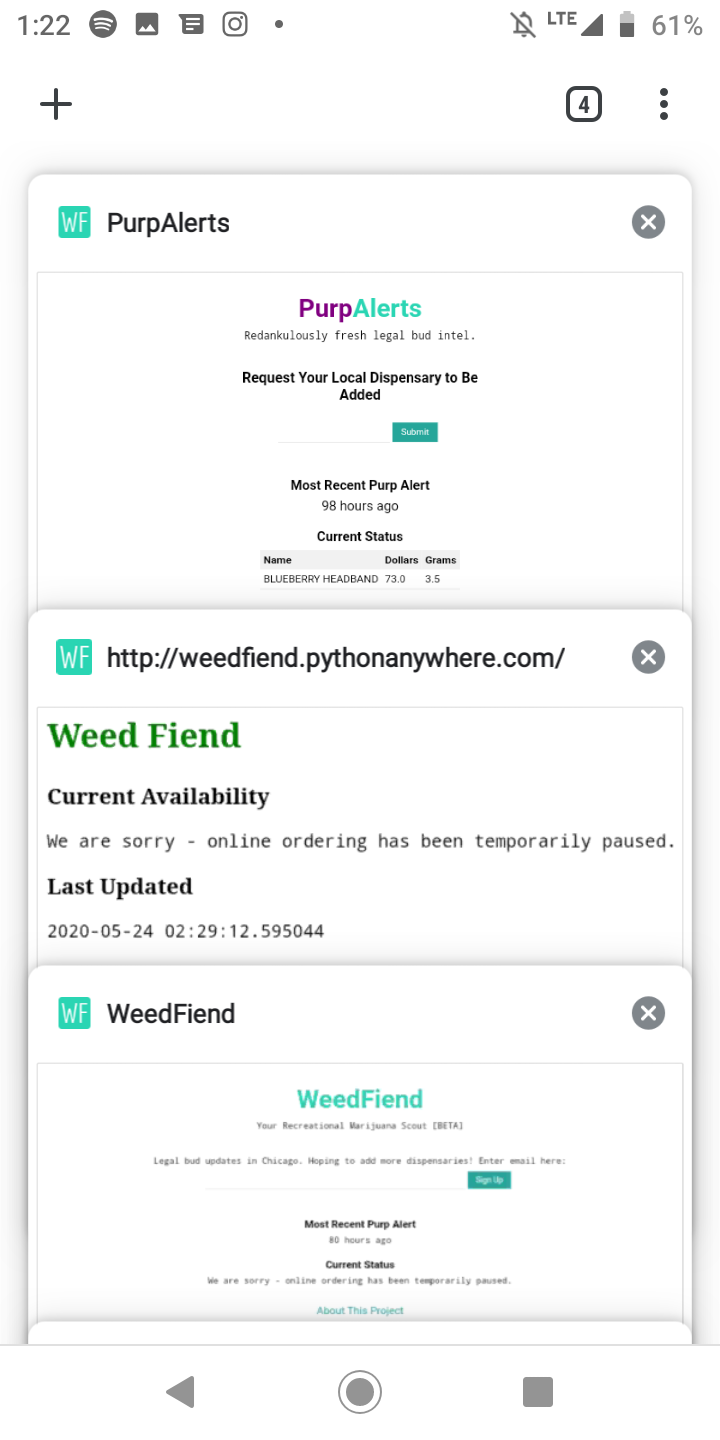 1:22 LTE 61%
4
WF PurpAlerts
PurpAlerts
Redankulously fresh legal bud intel.
Request Your Local Dispensary to Be
Added
Submit
Most Recent Purp Alert
98 hours ago
Current Status
Name Dollars Grams
BLUEBERRY HEADBAND 73.0 3.5
WF http://weedfiend.pythonanywhere.com/
Weed Fiend
Current Availability
We are sorry - online ordering has been temporarily paused.
Last Updated
2020-05-24 02:29:12.595044
WF WeedFiend
WeedFiend
Your Recreational Marijuana Scout [BETA]
Legal bud updates in Chicago. Hoping to add more dispensaries! Enter email here:
Sign Up
Most Recent Purp Alert
80 hours ago
Current Status
We are sorry - online ordering has been temporarily paused.
About This Project